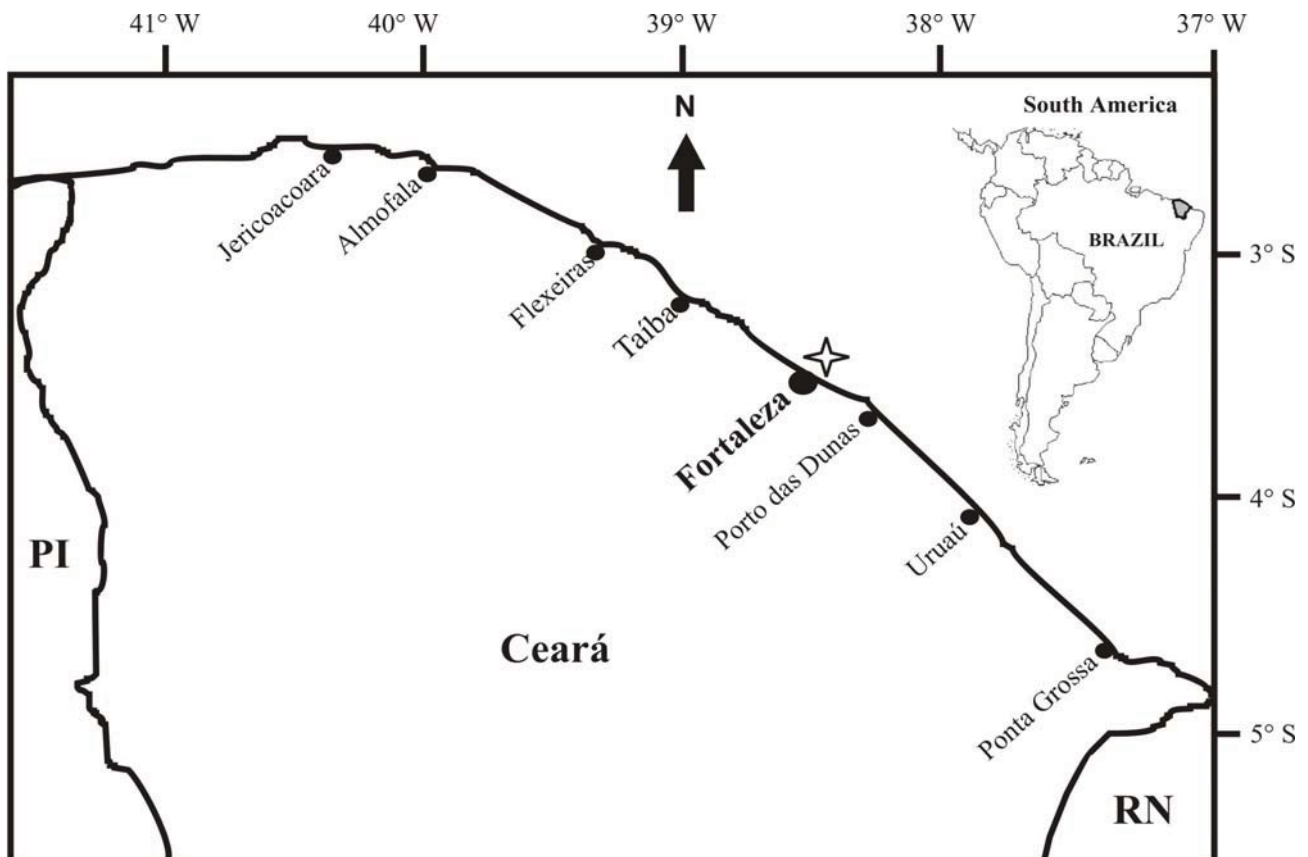 41° W
40° W
39° W
38° W
37° W
N
South America
BRAZIL
Jericoacoara
Almofala
Flexeiras
Taíba
Fortaleza
Porto das Dunas
Uruaú
Ponta Grossa
3° S
4° S
5° S
PI
Ceará
RN